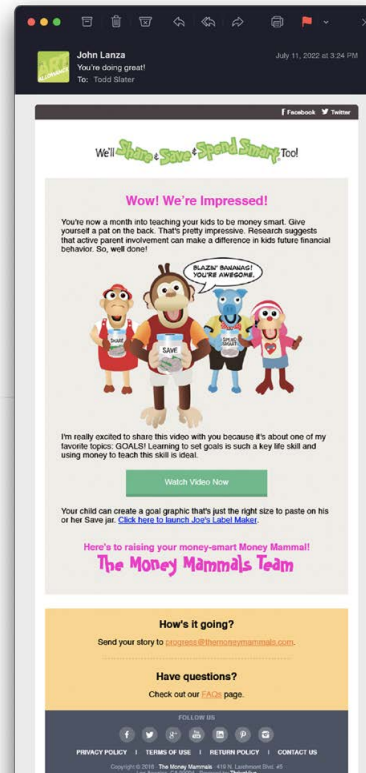 John Lanza
July 11, 2022 at 3:24 PM
You're doing great!
To: Todd Slater
Facebook Twitter
We'll Share & Save & Spend Smart, Too!
Wow! We're Impressed!
You're now a month into teaching your kids to be money smart. Give
yourself a pat on the back. That's pretty impressive. Research suggests
that active parent involvement can make a difference in kids future financial
behavior. So, well done!
BLAZIN' BANANAS!
YOU'RE AWESOME.
SHARE
SAVE
SPEND
SMART
I'm really excited to share this video with you because it's about one of my
favorite topics: GOALS! Learning to set goals is such a key life skill and
using money to teach this skill is ideal.
Watch Video Now
Your child can create a goal graphic that's just the right size to paste on his
or her Save jar. Click here to launch Joe's Label Maker.
Here's to raising your money-smart Money Mammal!
The Money Mammals Team
How's it going?
Send your story to progress@themoneymammals.com.
Have questions?
Check out our FAQs page.
FOLLOW US
PRIVACY POLICY | TERMS OF USE | RETURN POLICY | CONTACT US
Copyright © 2016 The Money Mammals 419 N. Larchmont Blvd. 45